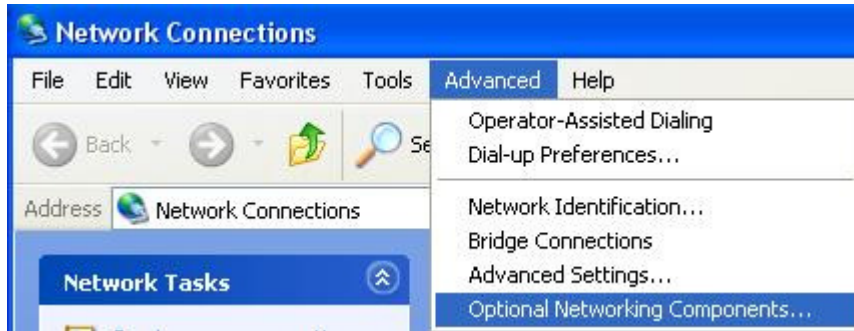 Network Connections
File Edit View Favorites Tools Advanced Help
Operator-Assisted Dialing
Back
Dial-up Preferences...
Address Network Connections
Network Identification...
Bridge Connections
Network Tasks
Advanced Settings...
Optional Networking Components...